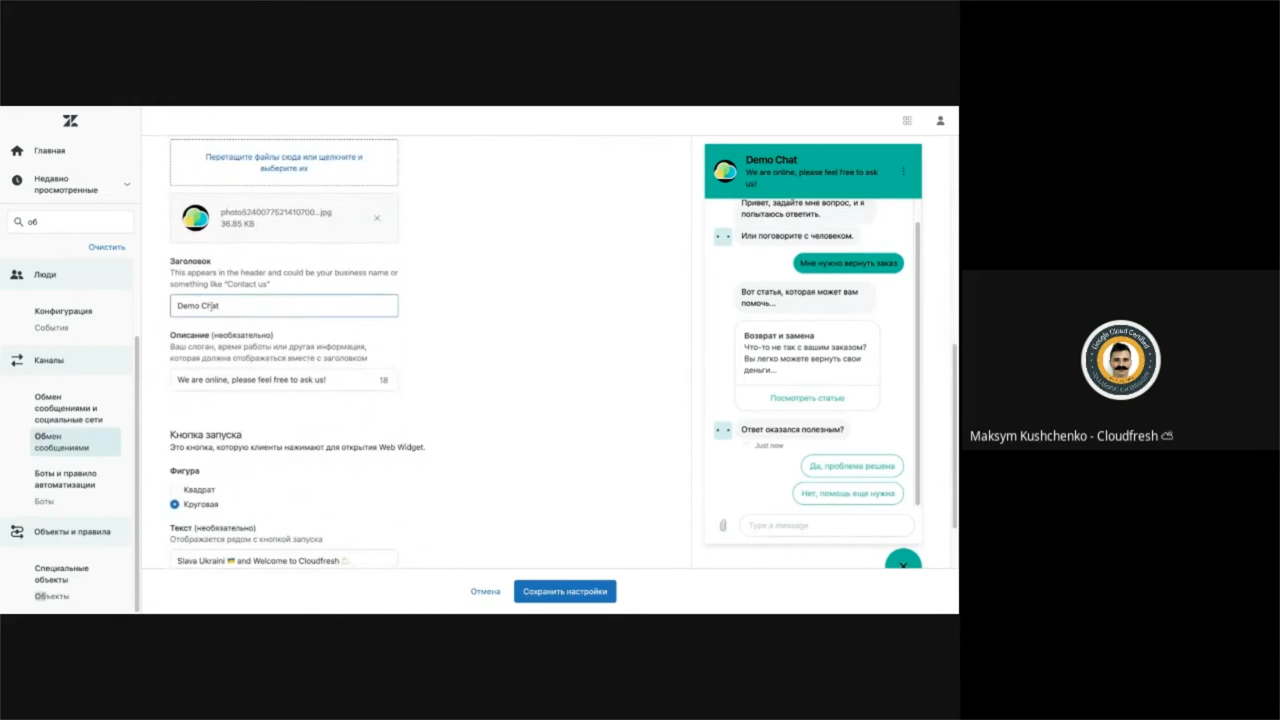 Главная
Недавно
просмотренные
об
Очистить
Люди
Конфигурация
События
Каналы
Обмен
сообщениями и
социальные сети
Обмен
сообщениями
Боты и правило
автоматизации
Боты
Объекты и правила
Специальные
объекты
Объекты
Перетащите файлы сюда или щелкните и
выберите их
photo5240077521410700...jpg
36.85 KB
Заголовок
This appears in the header and could be your business name or
something like "Contact us"
Demo Chat
Описание (необязательно)
Ваш слоган, время работы или другая информация,
которая должна отображаться вместе с заголовком
We are online, please feel free to ask us!
18
Кнопка запуска
Это кнопка, которую клиенты нажимают для открытия Web Widget.
Фигура
Квадрат
Круговая
Текст (необязательно)
Отображается рядом с кнопкой запуска
Slava Ukraini 🇺🇦 and Welcome to Cloudfresh
Отмена
Сохранить настройки
Demo Chat
We are online, please feel free to ask
us!
Привет, задайте мне вопрос, и я
попытаюсь ответить.
Или поговорите с человеком.
Мне нужно вернуть заказ
Вот статья, которая может вам
помочь...
Возврат и замена
Что-то не так с вашим заказом?
Вы легко можете вернуть свои
деньги...
Посмотреть статью
Ответ оказался полезным?
Just now
Да, проблема решена
Нет, помощь еще нужна
Type a message
Maksym Kushchenko - Cloudfresh